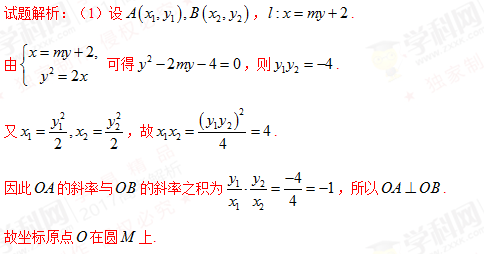 试题解析：（1）设 A(x₁, y₁), B(x₂, y₂)，l : x = my + 2．
由 { x = my + 2, y² = 2x 可得 y² − 2my − 4 = 0，则 y₁y₂ = −4．
又 x₁ = y₁²/2, x₂ = y₂²/2，故 x₁x₂ = (y₁y₂)²/4 = 4．
因此 OA 的斜率与 OB 的斜率之积为 y₁/x₁ · y₂/x₂ = −4/4 = −1，所以 OA ⊥ OB．
故坐标原点 O 在圆 M 上.